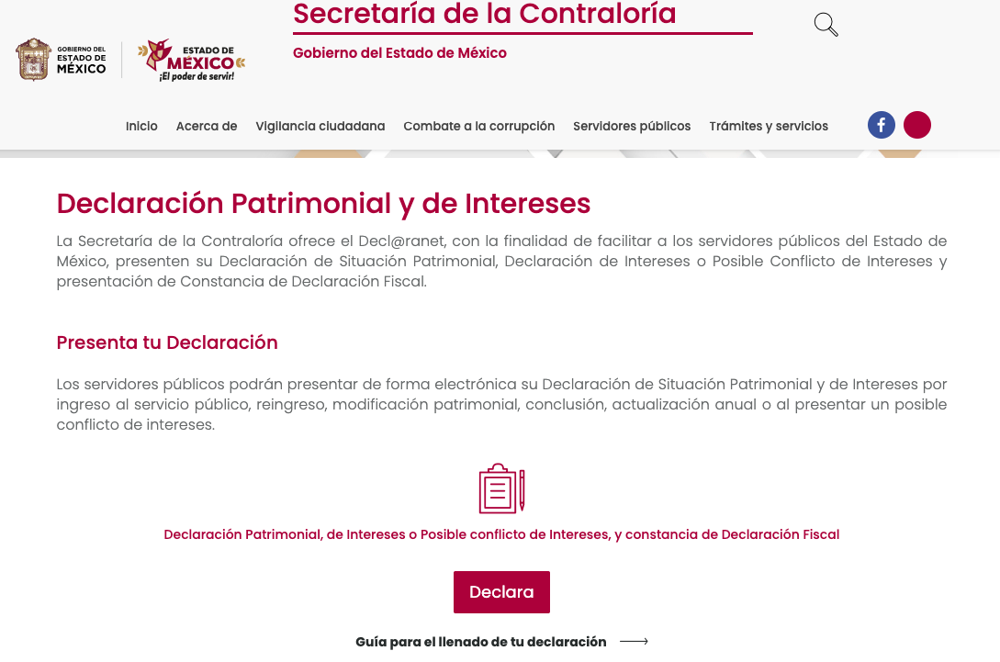 Secretaría de la Contraloría
Gobierno del Estado de México
GOBIERNO DEL
ESTADO DE
MÉXICO
ESTADO DE
MÉXICO
¡El poder de servir!
Inicio Acerca de Vigilancia ciudadana Combate a la corrupción Servidores públicos Trámites y servicios
Declaración Patrimonial y de Intereses
La Secretaría de la Contraloría ofrece el Decl@ranet, con la finalidad de facilitar a los servidores públicos del Estado de
México, presenten su Declaración de Situación Patrimonial, Declaración de Intereses o Posible Conflicto de Intereses y
presentación de Constancia de Declaración Fiscal.
Presenta tu Declaración
Los servidores públicos podrán presentar de forma electrónica su Declaración de Situación Patrimonial y de Intereses por
ingreso al servicio público, reingreso, modificación patrimonial, conclusión, actualización anual o al presentar un posible
conflicto de intereses.
Declaración Patrimonial, de Intereses o Posible conflicto de Intereses, y constancia de Declaración Fiscal
Declara
Guía para el llenado de tu declaración